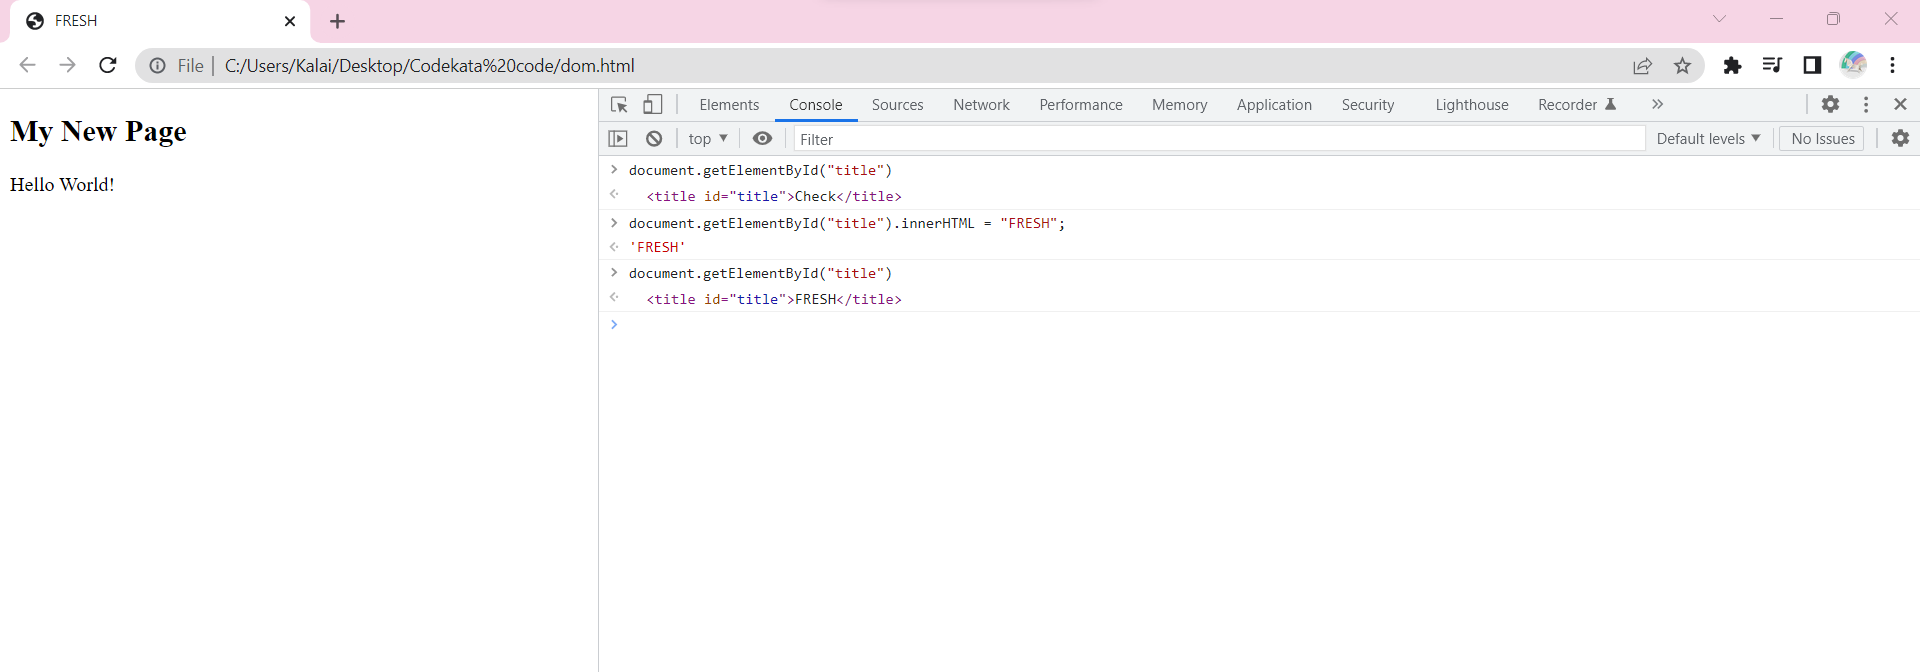 FRESH
File | C:/Users/Kalai/Desktop/Codekata%20code/dom.html
My New Page
Hello World!
Elements Console Sources Network Performance Memory Application Security Lighthouse Recorder
top Filter Default levels No Issues
document.getElementById("title")
<title id="title">Check</title>
document.getElementById("title").innerHTML = "FRESH";
'FRESH'
document.getElementById("title")
<title id="title">FRESH</title>